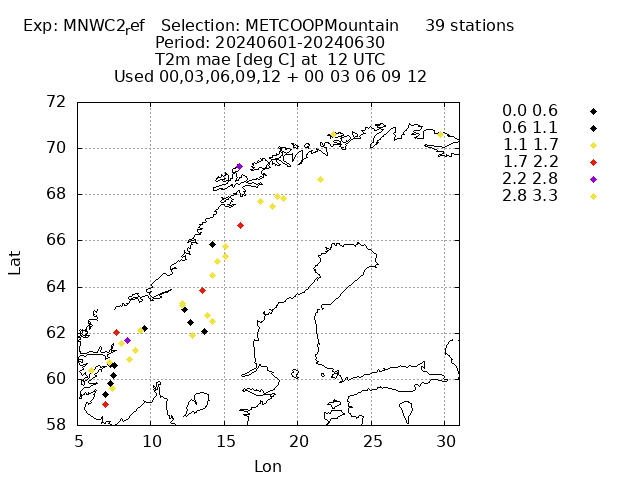 Exp: MNWC2ref   Selection: METCOOPMountain     39 stations
Period: 20240601-20240630
T2m mae [deg C] at  12 UTC
Used 00,03,06,09,12 + 00 03 06 09 12
72
70
68
66
64
62
60
58
5 10 15 20 25 30
Lat
Lon
0.0 0.6
0.6 1.1
1.1 1.7
1.7 2.2
2.2 2.8
2.8 3.3